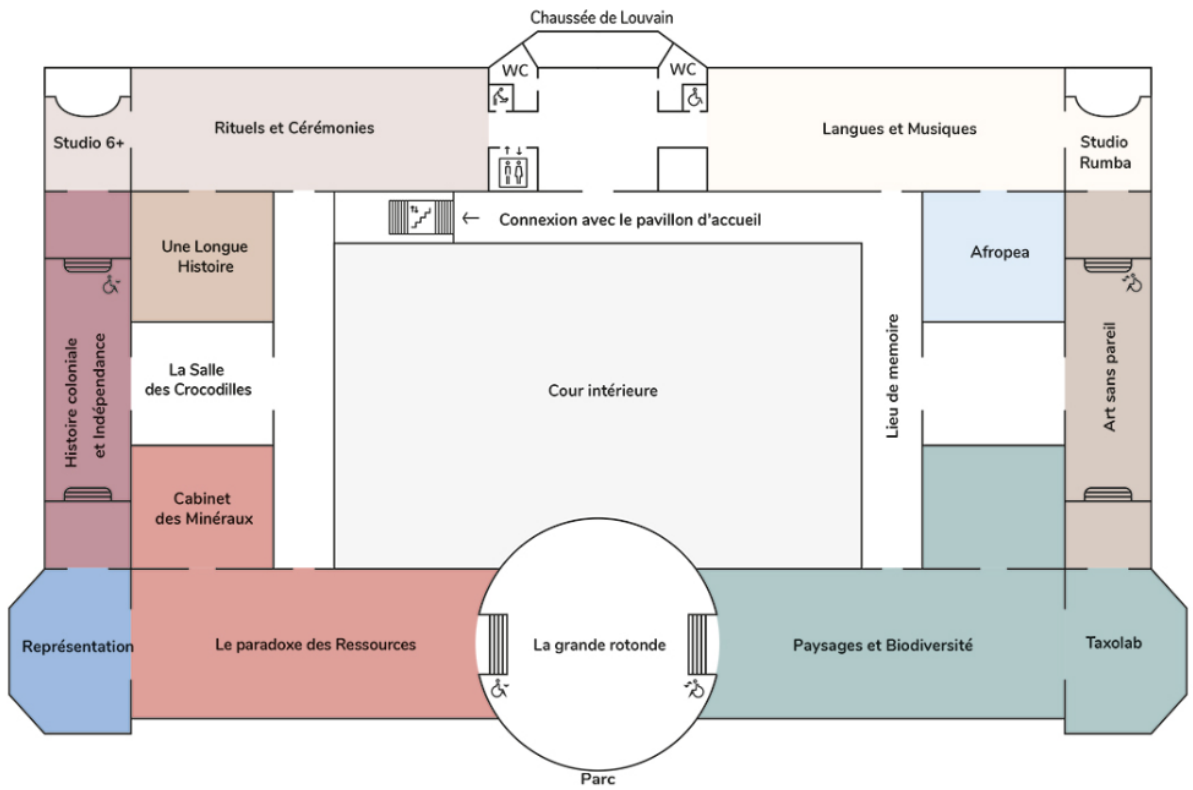 Chaussée de Louvain
WC
WC
Rituels et Cérémonies
Langues et Musiques
Studio 6+
Studio
Rumba
Connexion avec le pavillon d'accueil
Une Longue
Histoire
Afropea
Histoire coloniale
et Indépendance
La Salle
des Crocodilles
Cour intérieure
Lieu de memoire
Art sans pareil
Cabinet
des Minéraux
Représentation
Le paradoxe des Ressources
La grande rotonde
Paysages et Biodiversité
Taxolab
Parc